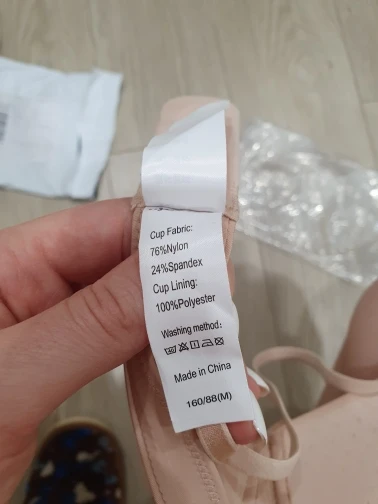 Cup Fabric:
76%Nylon
24%Spandex
Cup Lining:
100%Polyester
Washing method:
Made in China
160/88(M)